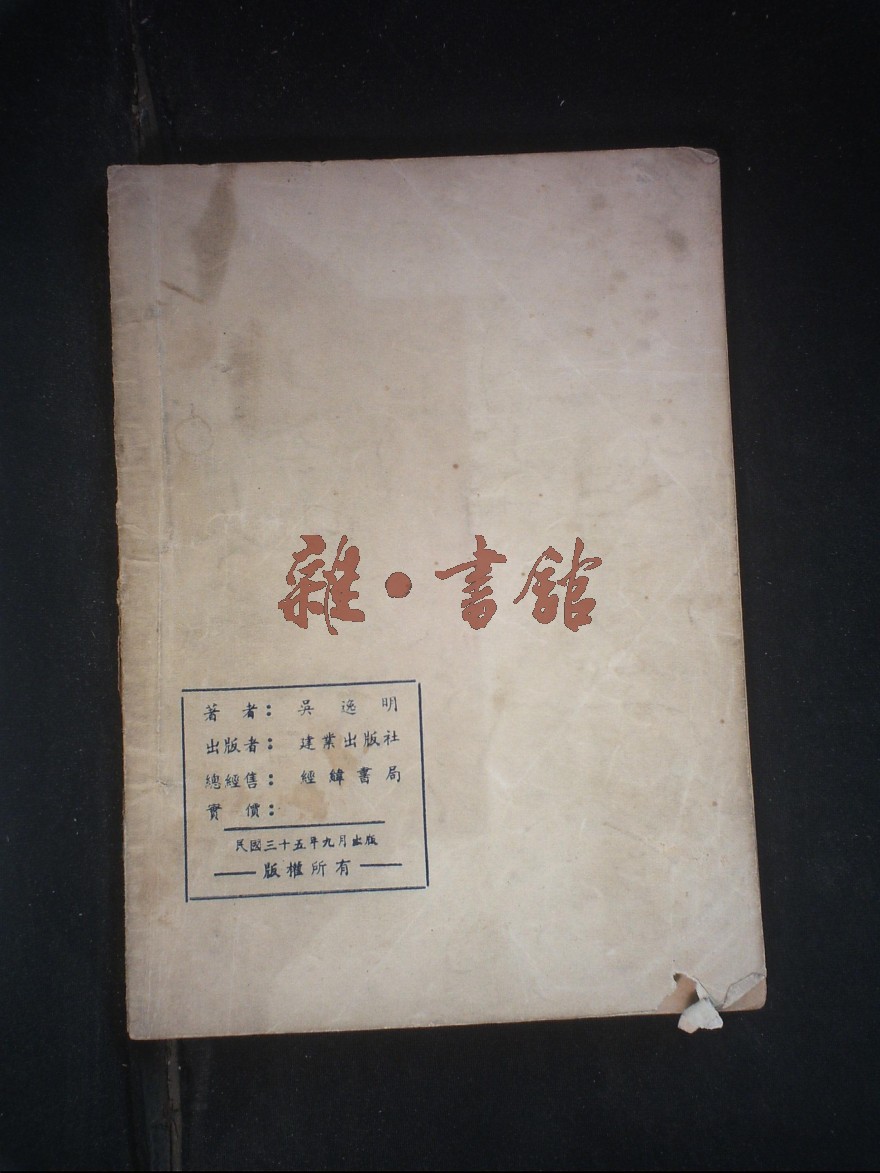 雜·書館
著者：吳逸明
出版者：建業出版社
總經售：經緯書局
實價：
民國三十五年九月出版
版權所有